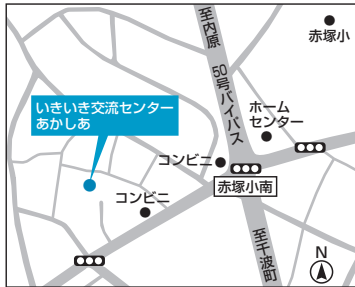 至内原
赤塚小
50号バイパス
いきいき交流センター
あかしあ
ホーム
センター
コンビニ
赤塚小南
コンビニ
至千波町
N